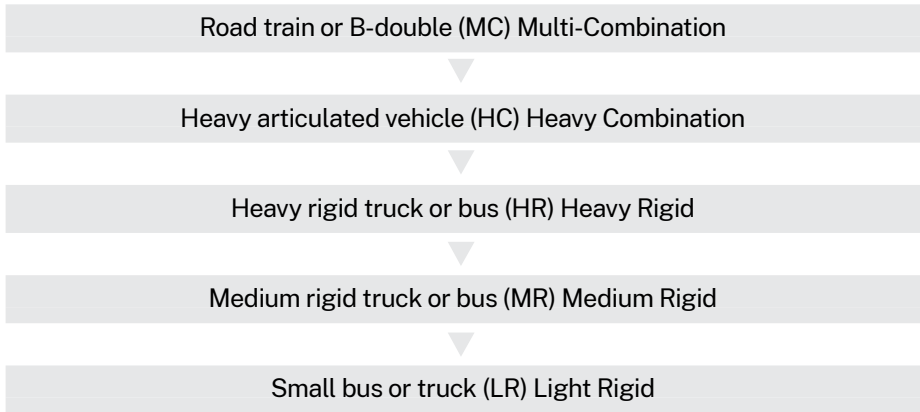 Road train or B-double (MC) Multi-Combination
Heavy articulated vehicle (HC) Heavy Combination
Heavy rigid truck or bus (HR) Heavy Rigid
Medium rigid truck or bus (MR) Medium Rigid
Small bus or truck (LR) Light Rigid